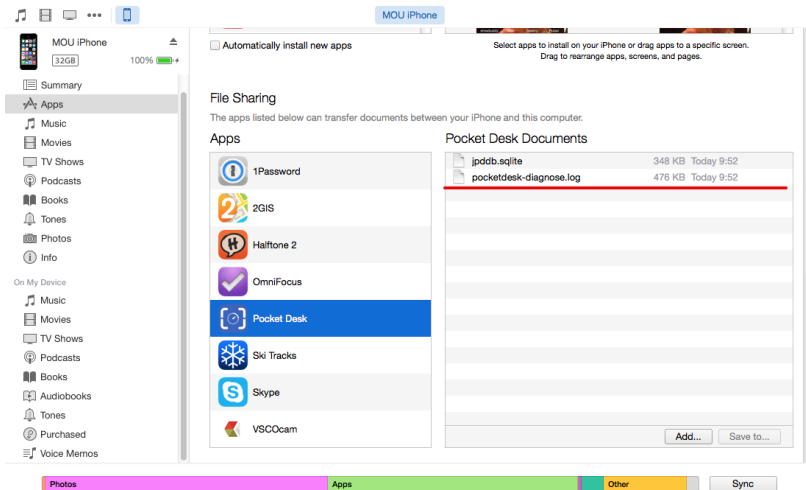 MOU iPhone
MOU iPhone
32GB
100%
Summary
Apps
Music
Movies
TV Shows
Podcasts
Books
Tones
Photos
Info
On My Device
Music
Movies
TV Shows
Podcasts
Books
Audiobooks
Tones
Purchased
Voice Memos
Automatically install new apps
Select apps to install on your iPhone or drag apps to a specific screen.
Drag to rearrange apps, screens, and pages.
File Sharing
The apps listed below can transfer documents between your iPhone and this computer.
Apps
1Password
2GIS
Halftone 2
OmniFocus
Pocket Desk
Ski Tracks
Skype
VSCOcam
Pocket Desk Documents
jpddb.sqlite 348 KB Today 9:52
pocketdesk-diagnose.log 476 KB Today 9:52
Add... Save to...
Photos Apps Other Sync